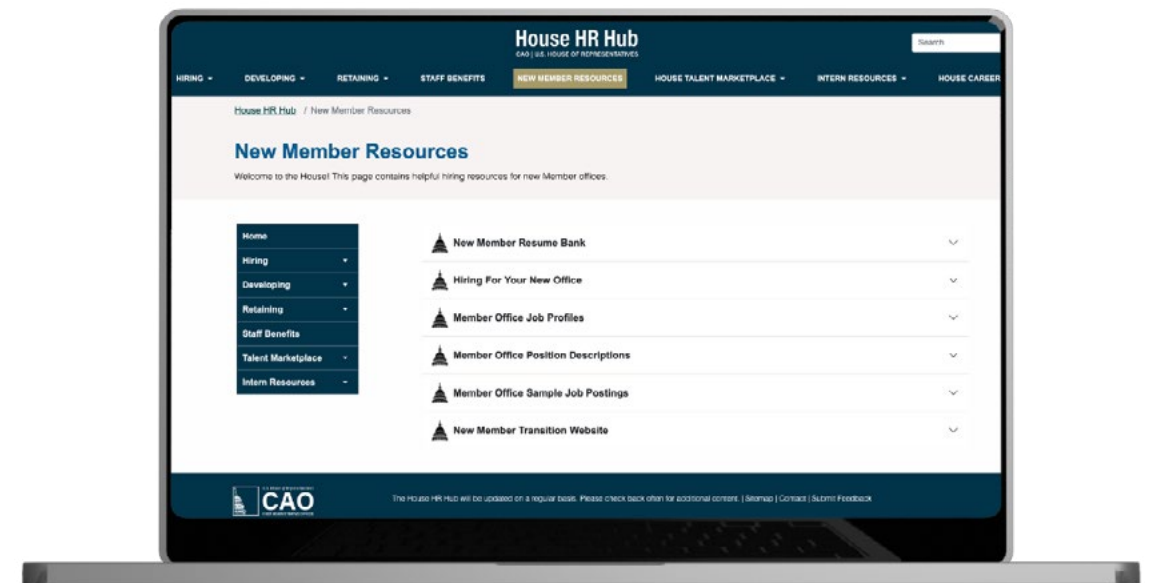 House HR Hub
CAO | U.S. HOUSE OF REPRESENTATIVES
Search
HIRING DEVELOPING RETAINING STAFF BENEFITS NEW MEMBER RESOURCES HOUSE TALENT MARKETPLACE INTERN RESOURCES HOUSE CAREER
House HR Hub / New Member Resources
New Member Resources
Welcome to the House! This page contains helpful hiring resources for new Member offices.
Home
Hiring
Developing
Retaining
Staff Benefits
Talent Marketplace
Intern Resources
New Member Resume Bank
Hiring For Your New Office
Member Office Job Profiles
Member Office Position Descriptions
Member Office Sample Job Postings
New Member Transition Website
CAO
The House HR Hub will be updated on a regular basis. Please check back often for additional content. | Sitemap | Contact | Submit Feedback